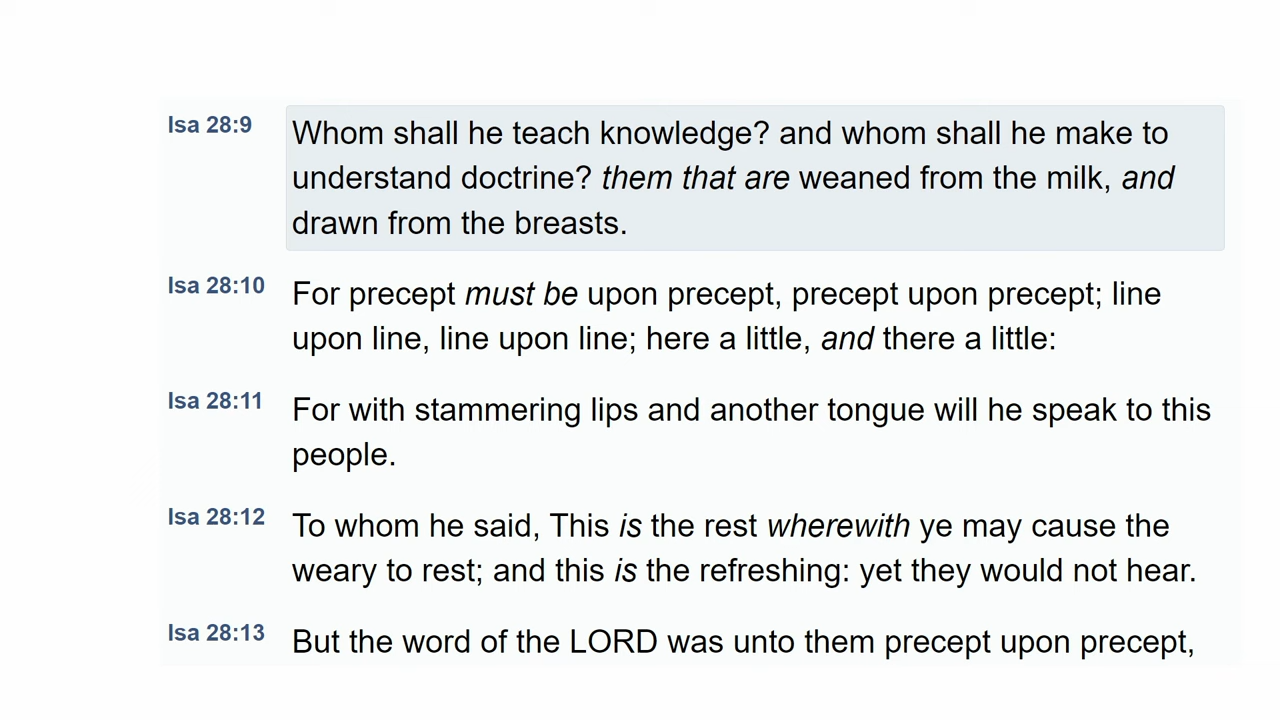 Isa 28:9 Whom shall he teach knowledge? and whom shall he make to
understand doctrine? them that are weaned from the milk, and
drawn from the breasts.
Isa 28:10 For precept must be upon precept, precept upon precept; line
upon line, line upon line; here a little, and there a little:
Isa 28:11 For with stammering lips and another tongue will he speak to this
people.
Isa 28:12 To whom he said, This is the rest wherewith ye may cause the
weary to rest; and this is the refreshing: yet they would not hear.
Isa 28:13 But the word of the LORD was unto them precept upon precept,